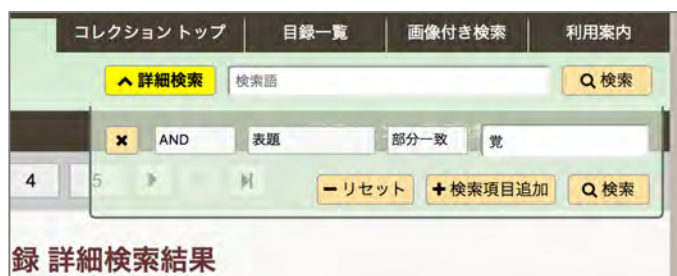 コレクション トップ 目録一覧 画像付き検索 利用案内
詳細検索 検索語 検索
AND 表題 部分一致 覚
4 5
リセット 検索項目追加 検索
録 詳細検索結果